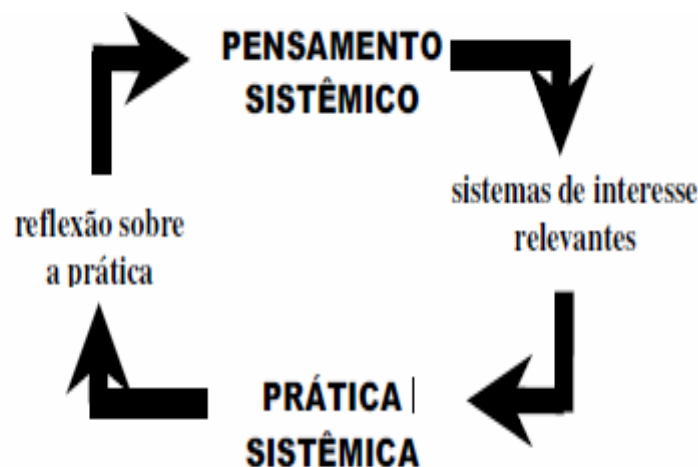 PENSAMENTO
SISTÊMICO
sistemas de interesse
relevantes
PRÁTICA
SISTÊMICA
reflexão sobre
a prática